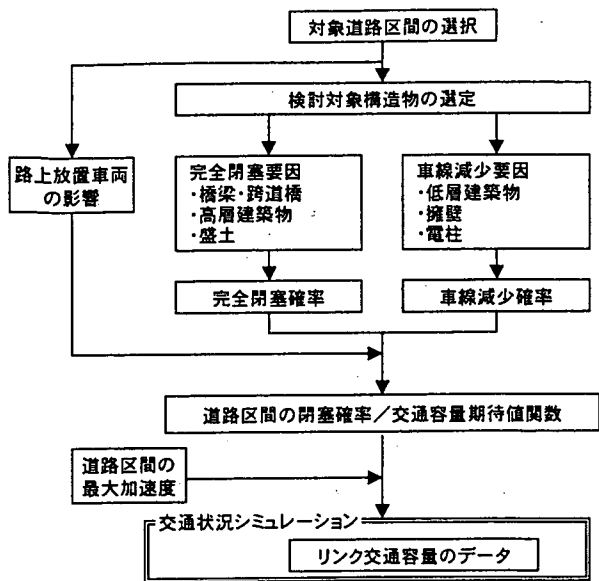 対象道路区間の選択
検討対象構造物の選定
路上放置車両
の影響
完全閉塞要因
・橋梁・跨道橋
・高層建築物
・盛土
車線減少要因
・低層建築物
・擁壁
・電柱
完全閉塞確率
車線減少確率
道路区間の閉塞確率／交通容量期待値関数
道路区間の
最大加速度
交通状況シミュレーション
リンク交通容量のデータ